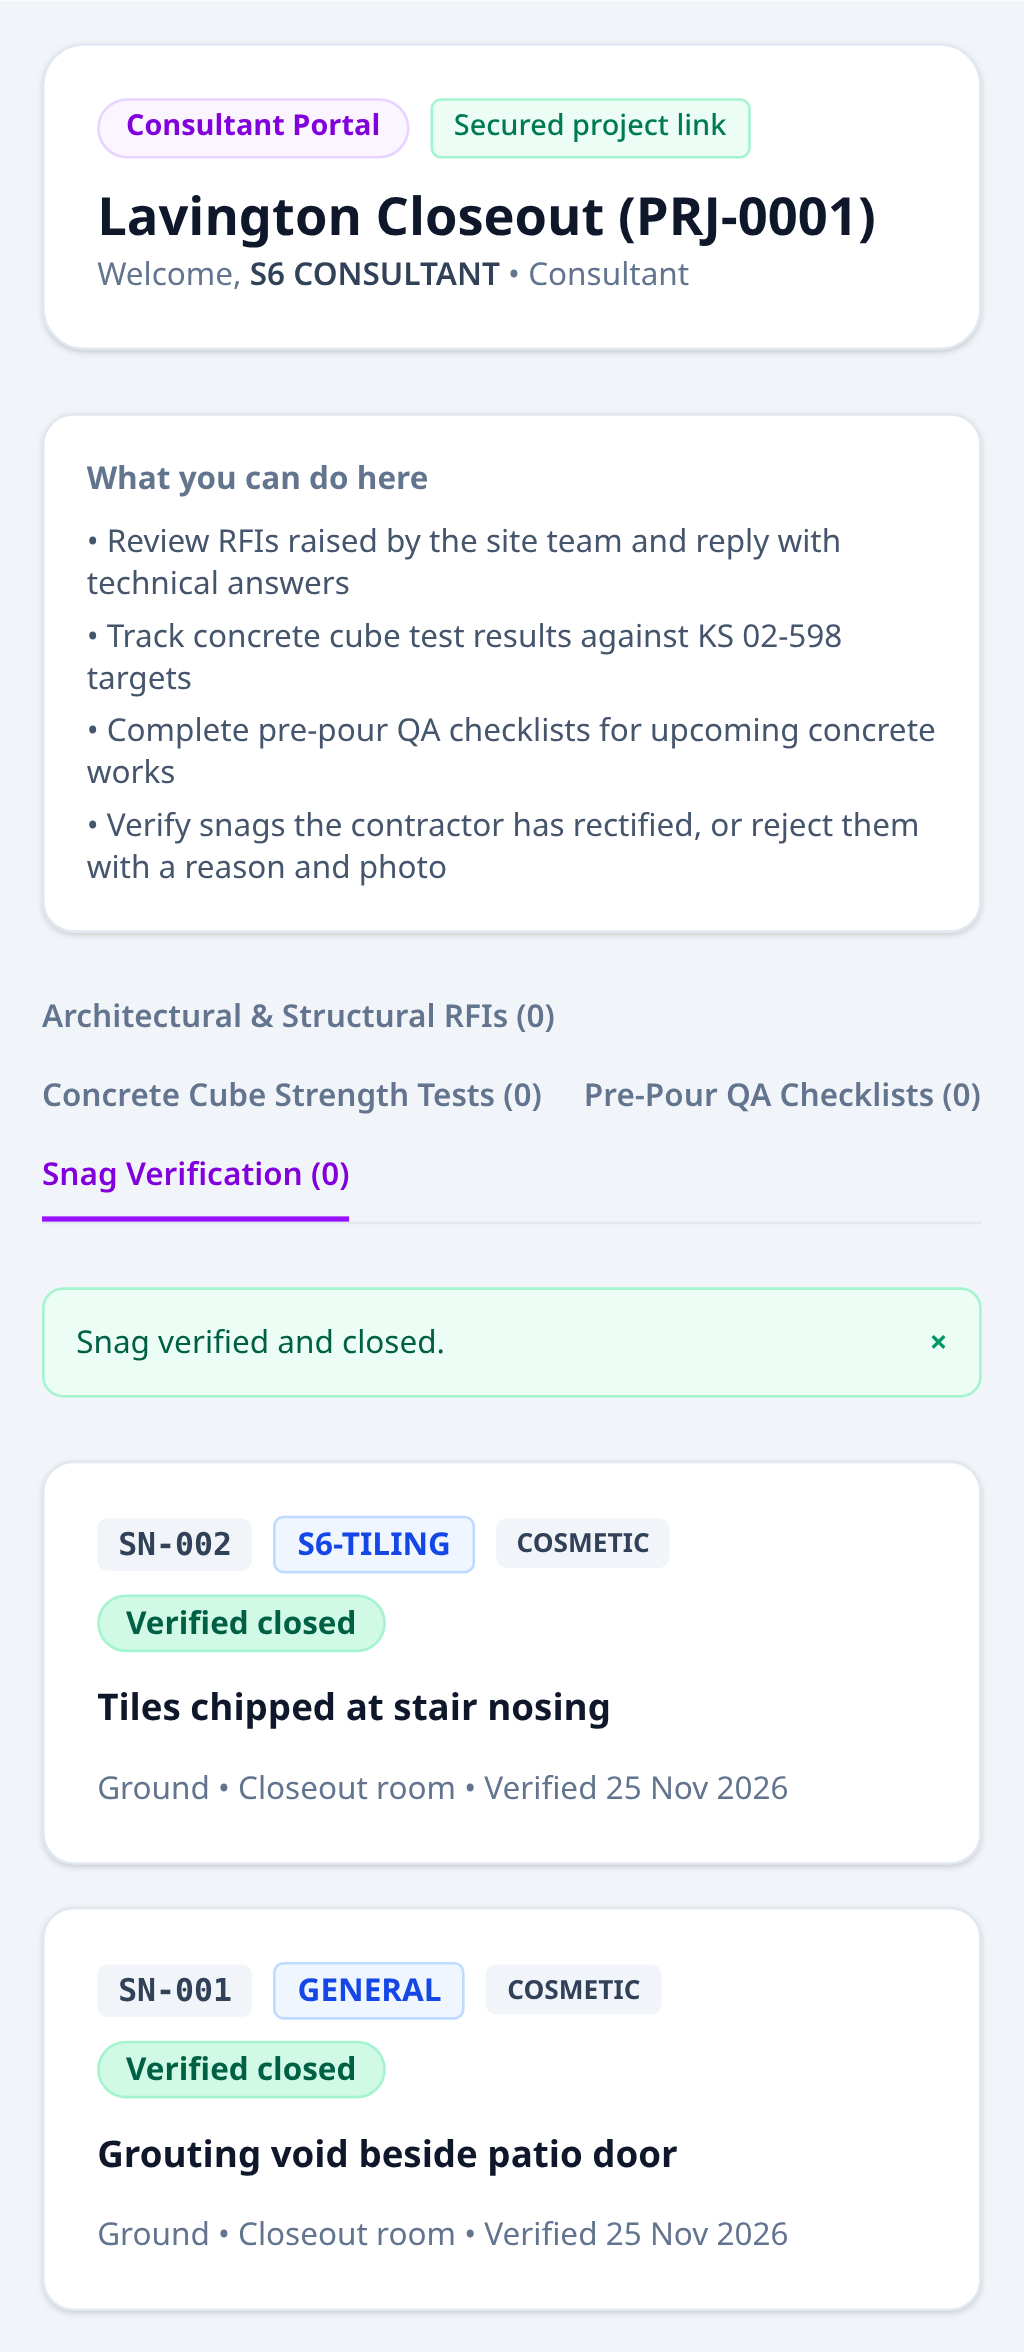 Consultant Portal Secured project link
Lavington Closeout (PRJ-0001)
Welcome, S6 CONSULTANT • Consultant
What you can do here
• Review RFIs raised by the site team and reply with
technical answers
• Track concrete cube test results against KS 02-598
targets
• Complete pre-pour QA checklists for upcoming concrete
works
• Verify snags the contractor has rectified, or reject them
with a reason and photo
Architectural & Structural RFIs (0)
Concrete Cube Strength Tests (0) Pre-Pour QA Checklists (0)
Snag Verification (0)
Snag verified and closed. ×
SN-002 S6-TILING COSMETIC
Verified closed
Tiles chipped at stair nosing
Ground • Closeout room • Verified 25 Nov 2026
SN-001 GENERAL COSMETIC
Verified closed
Grouting void beside patio door
Ground • Closeout room • Verified 25 Nov 2026